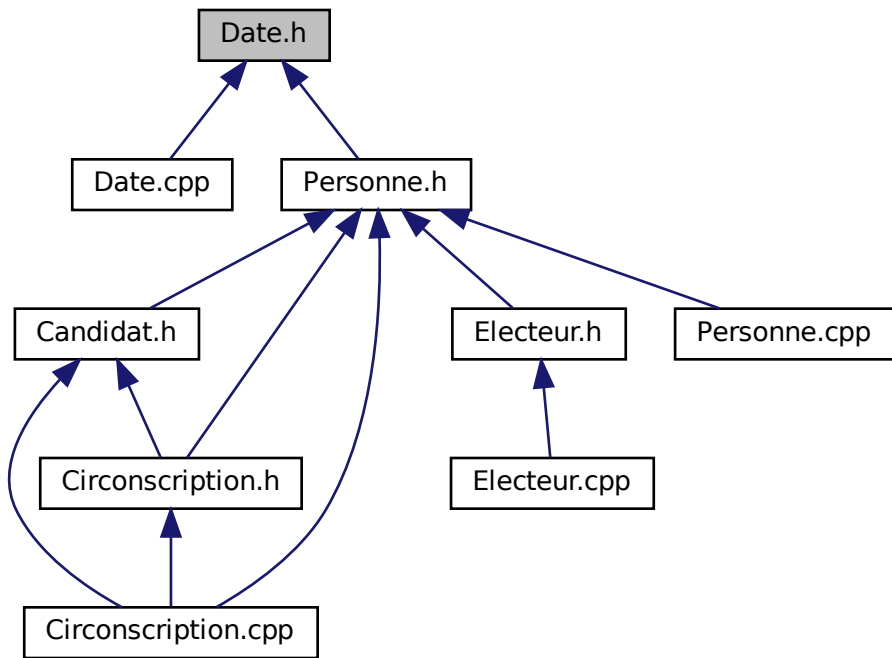 Date.h
Date.cpp
Personne.h
Candidat.h
Electeur.h
Personne.cpp
Circonscription.h
Electeur.cpp
Circonscription.cpp